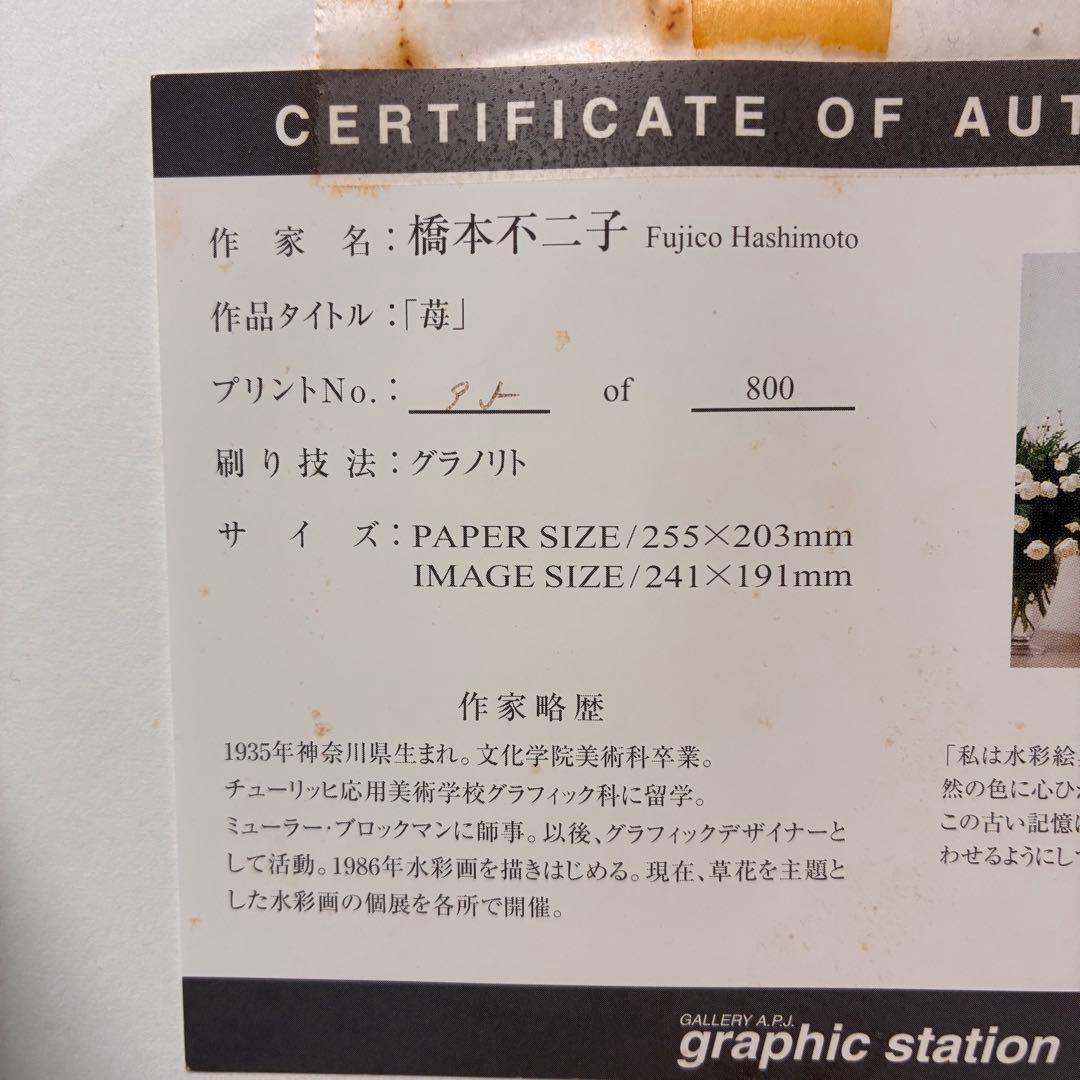 CERTIFICATE OF AUT
作家名：橋本不二子 Fujico Hashimoto
作品タイトル：「苺」
プリントNo.： of 800
刷り技法：グラノリト
サイズ：PAPER SIZE/255×203mm
IMAGE SIZE/241×191mm
作家略歴
1935年神奈川県生まれ。文化学院美術科卒業。
チューリッヒ応用美術学校グラフィック科に留学。
ミューラー・ブロックマンに師事。以後、グラフィックデザイナーと
して活動。1986年水彩画を描きはじめる。現在、草花を主題と
した水彩画の個展を各所で開催。
「私は水彩絵
然の色に心ひ
この古い記憶
わせるようにし
GALLERY A.P.J.
graphic station